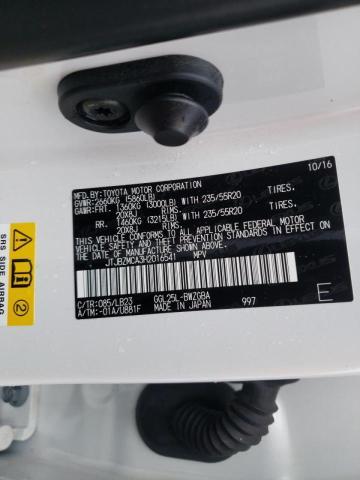 10/16
MFD.BY:TOYOTA MOTOR CORPORATION
GVWR:2660KG (5860LB)
GAWR:FRT. 1360KG (3000LB) WITH 235/55R20 TIRES.
20X8J RIMS.
RR. 1460KG (3215LB) WITH 235/55R20 TIRES.
20X8J RIMS.
THIS VEHICLE CONFORMS TO ALL APPLICABLE FEDERAL MOTOR
VEHICLE SAFETY STANDARDS IN EFFECT ON
THE DATE OF MANUFACTURE SHOWN ABOVE.
JTJBZMCA3H2016541 MPV
C/TR:085/LB23 GGL25L-BWZGBA
A/TM:-01A/U881F MADE IN JAPAN 997 E
SRS SIDE AIRBAG